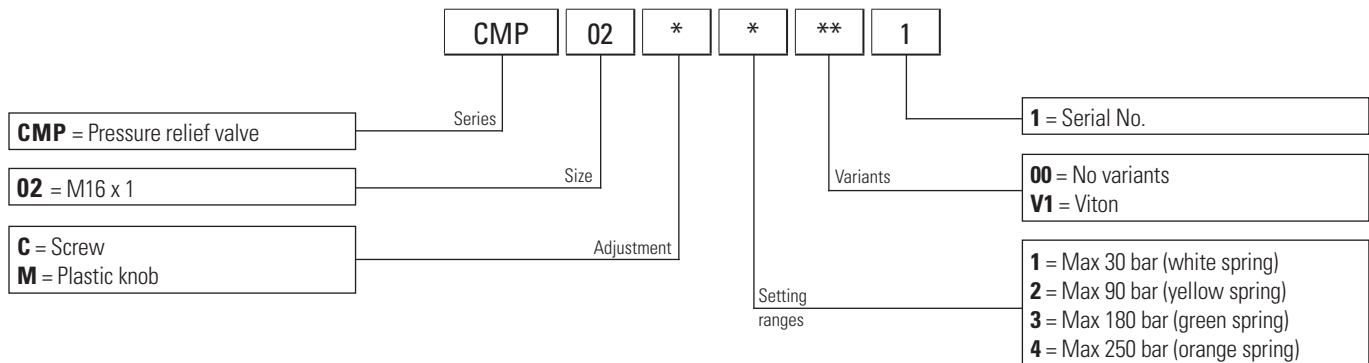 CMP 02 * * ** 1
Series
CMP = Pressure relief valve
1 = Serial No.
Size
02 = M16 x 1
Variants
00 = No variants
V1 = Viton
Adjustment
C = Screw
M = Plastic knob
Setting
ranges
1 = Max 30 bar (white spring)
2 = Max 90 bar (yellow spring)
3 = Max 180 bar (green spring)
4 = Max 250 bar (orange spring)